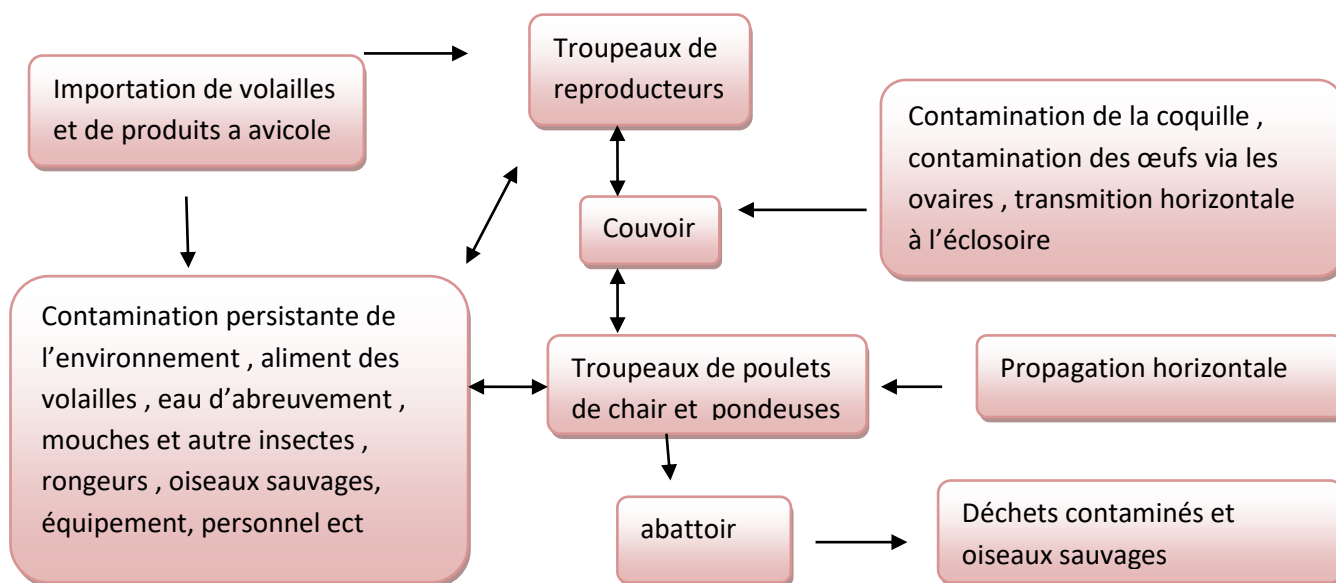 Importation de volailles
et de produits a avicole
Troupeaux de
reproducteurs
Contamination de la coquille ,
contamination des œufs via les
ovaires , transmition horizontale
à l’éclosoire
Couvoir
Contamination persistante de
l’environnement , aliment des
volailles , eau d’abreuvement ,
mouches et autre insectes ,
rongeurs , oiseaux sauvages,
équipement, personnel ect
Troupeaux de poulets
de chair et pondeuses
Propagation horizontale
abattoir
Déchets contaminés et
oiseaux sauvages